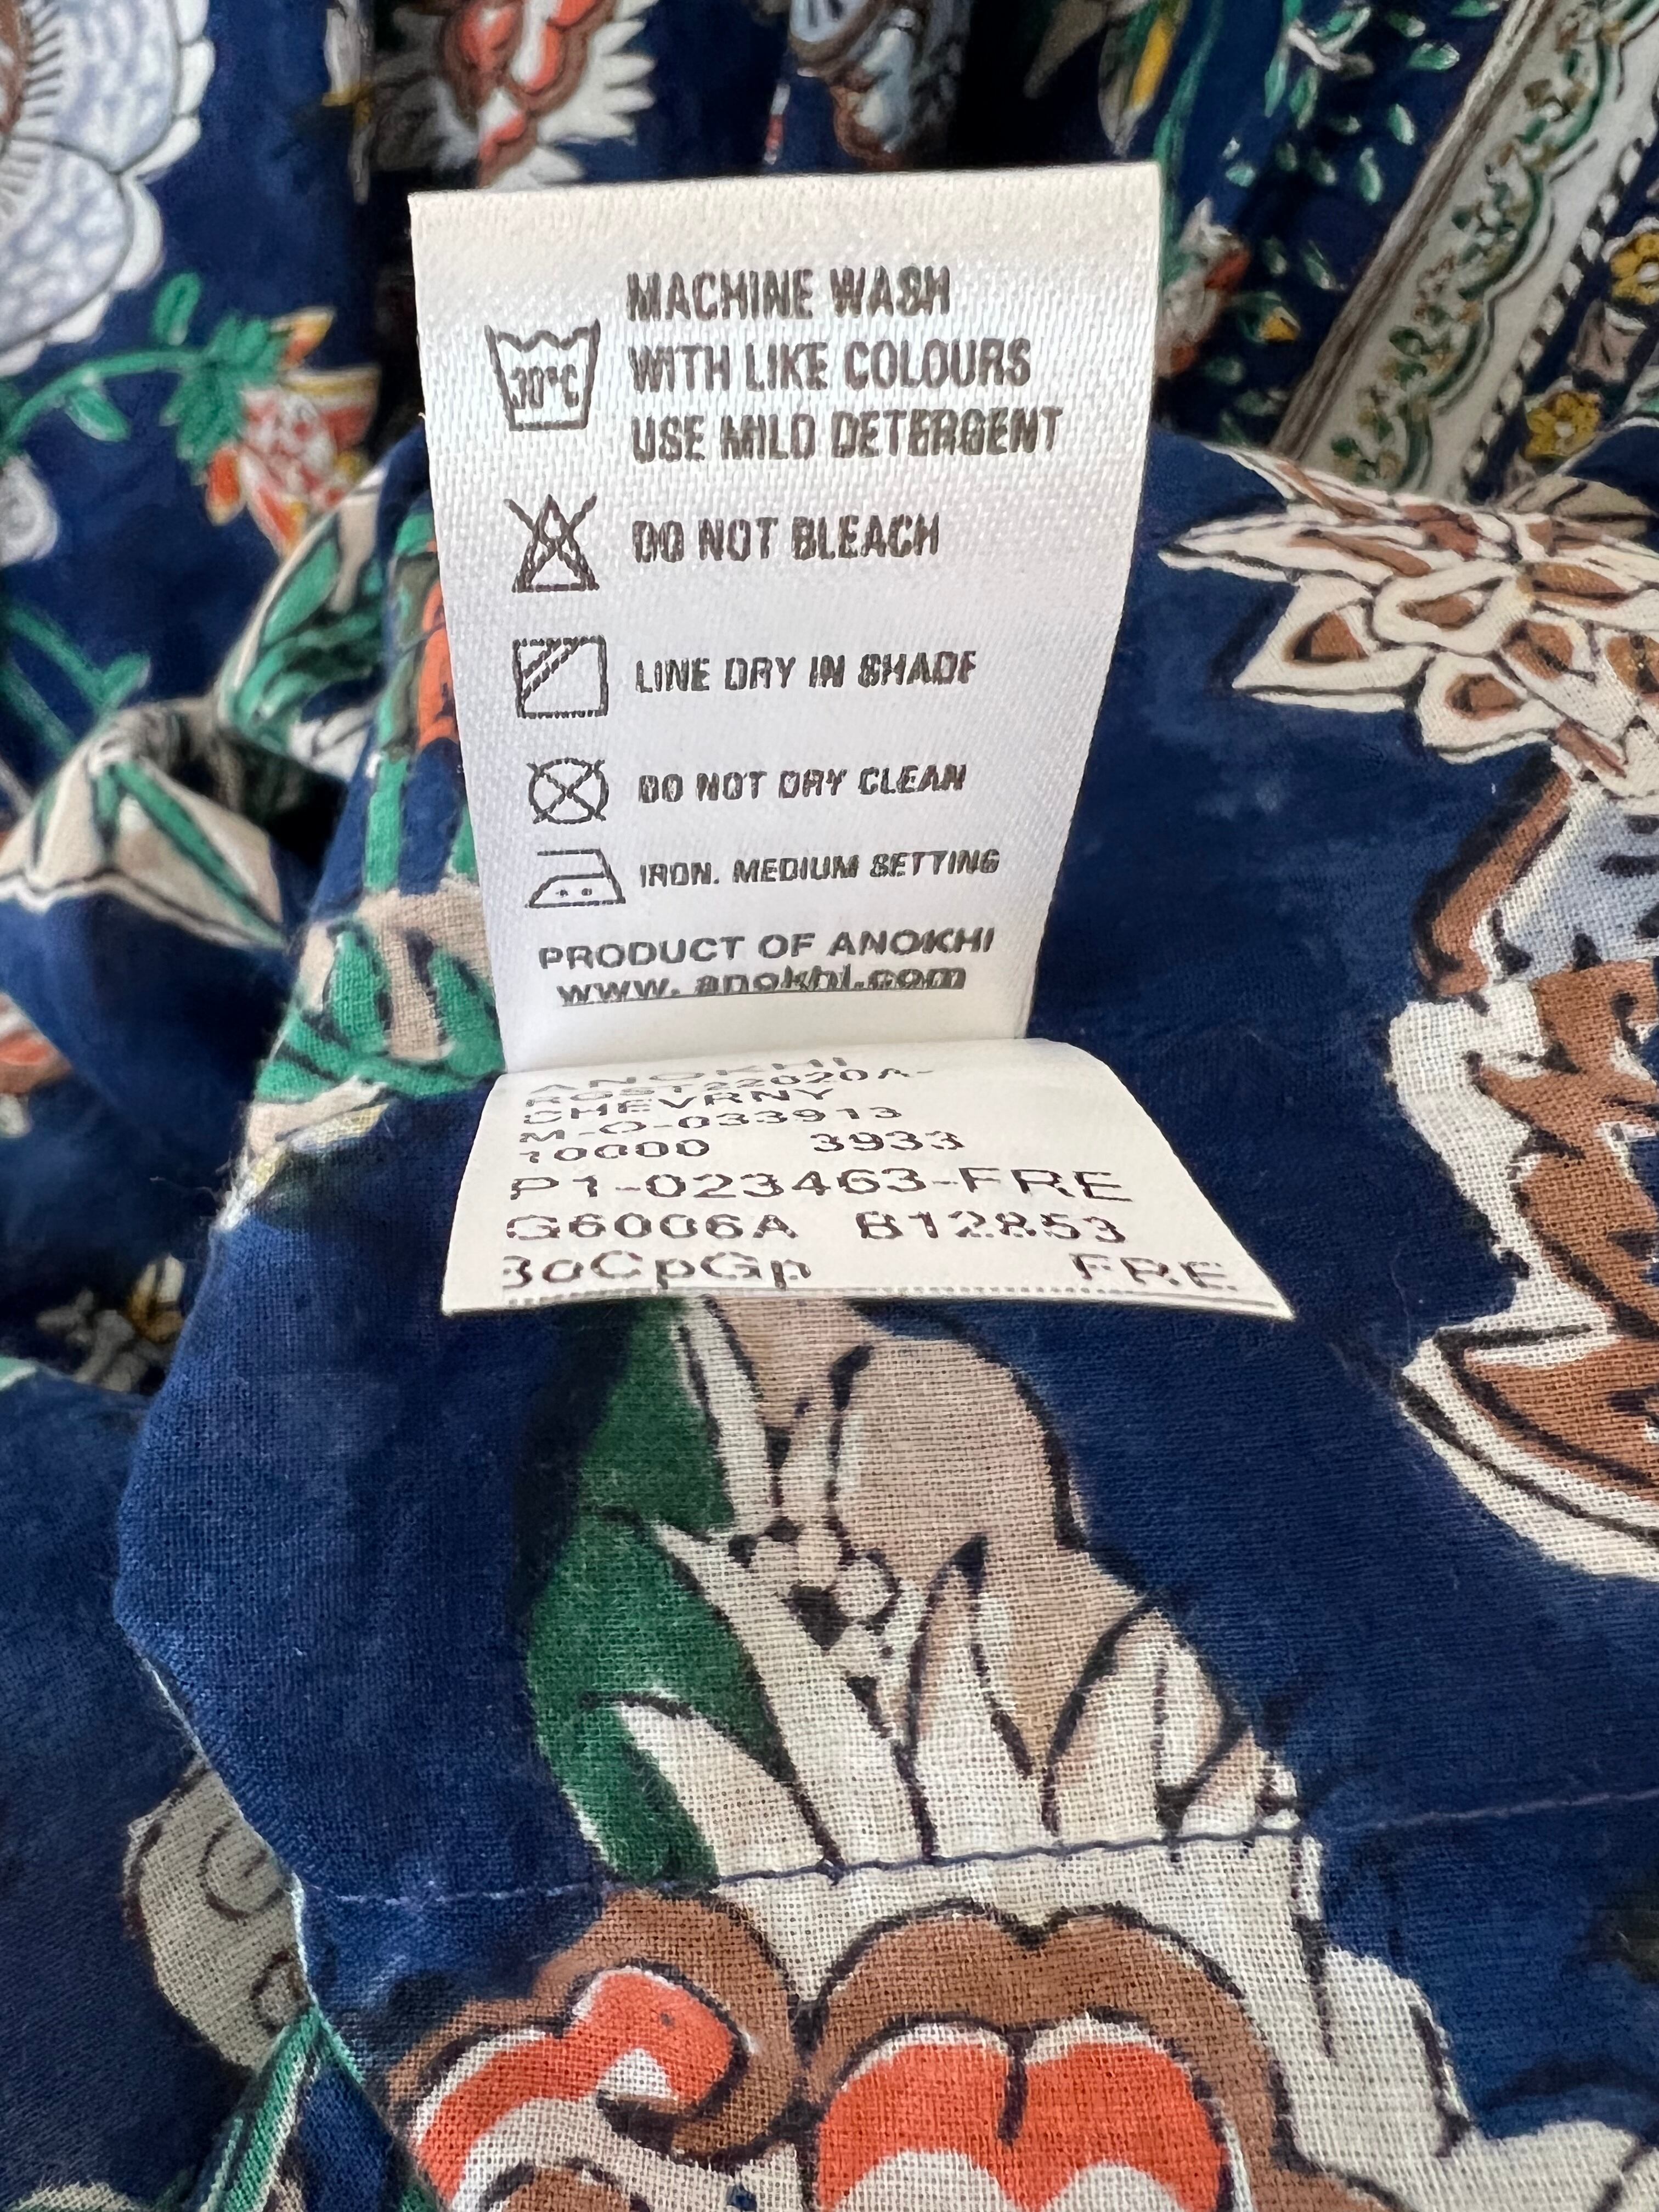 30°C
MACHINE WASH
WITH LIKE COLOURS
USE MILD DETERGENT
DO NOT BLEACH
LINE DRY IN SHADE
DO NOT DRY CLEAN
IRON. MEDIUM SETTING
PRODUCT OF ANOKHI
www.anokhi.com
ANOKHI
CHEVRNY
M-O-033913
10000 3933
P1-023463-FRE
G6006A B12853
FRE